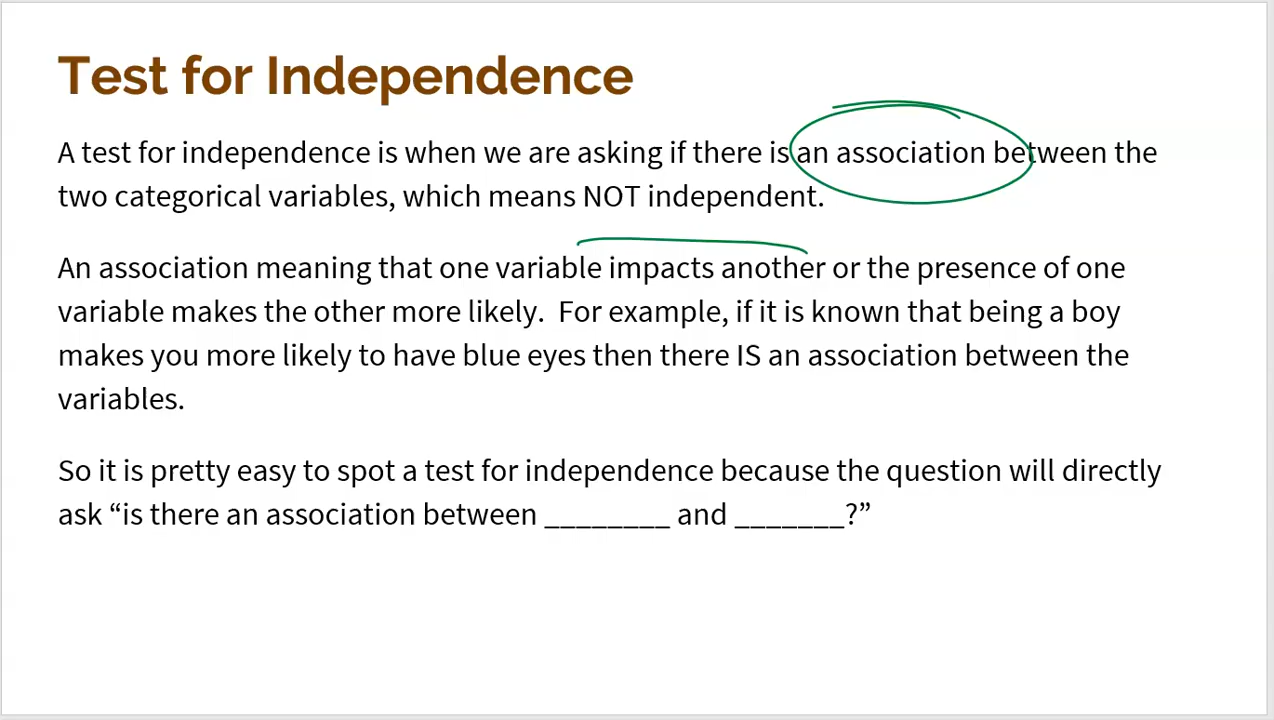 Test for Independence
A test for independence is when we are asking if there is an association between the
two categorical variables, which means NOT independent.
An association meaning that one variable impacts another or the presence of one
variable makes the other more likely.  For example, if it is known that being a boy
makes you more likely to have blue eyes then there IS an association between the
variables.
So it is pretty easy to spot a test for independence because the question will directly
ask “is there an association between ________ and _______?”